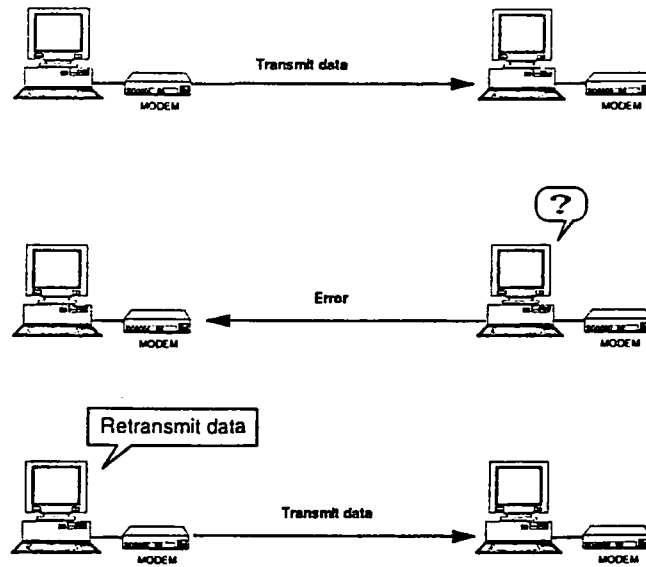 Transmit data
MODEM
MODEM
?
Error
MODEM
MODEM
Retransmit data
Transmit data
MODEM
MODEM